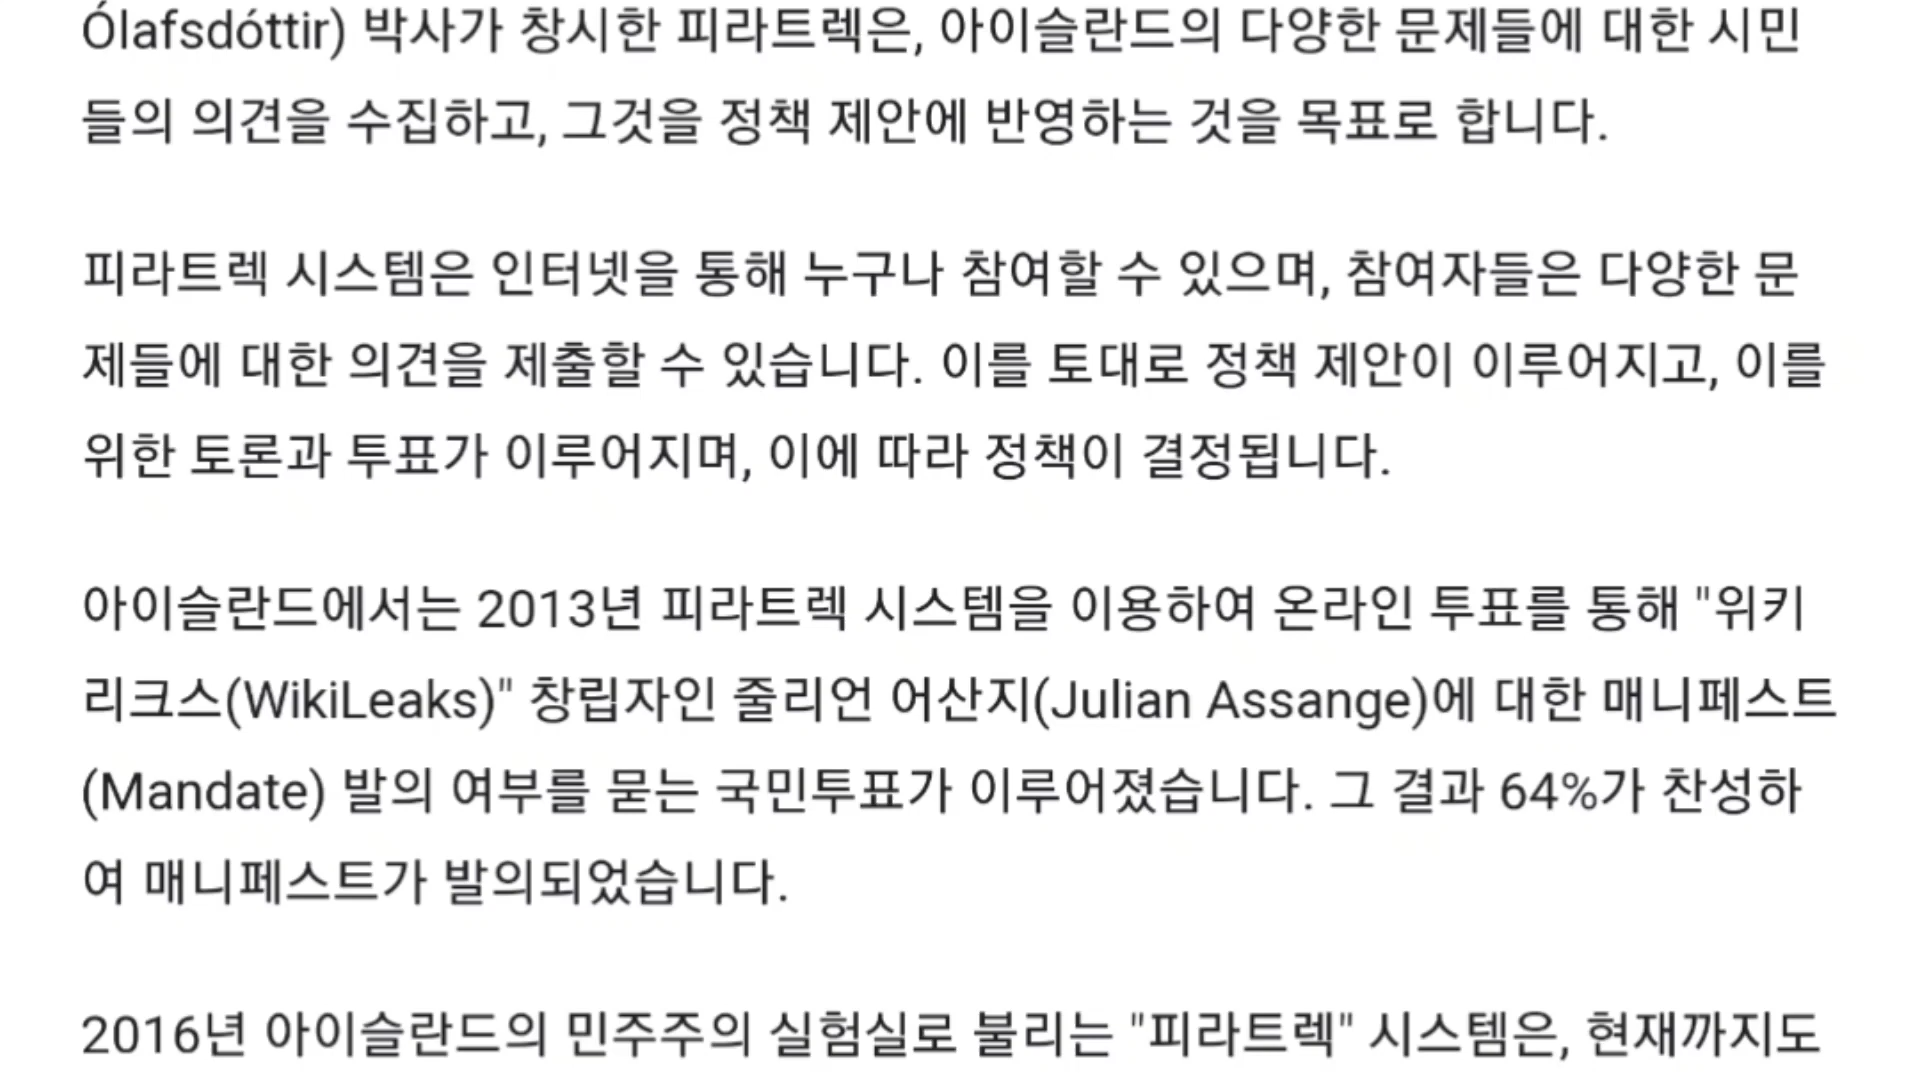 Ólafsdóttir) 박사가 창시한 피라트렉은, 아이슬란드의 다양한 문제들에 대한 시민
들의 의견을 수집하고, 그것을 정책 제안에 반영하는 것을 목표로 합니다.
피라트렉 시스템은 인터넷을 통해 누구나 참여할 수 있으며, 참여자들은 다양한 문
제들에 대한 의견을 제출할 수 있습니다. 이를 토대로 정책 제안이 이루어지고, 이를
위한 토론과 투표가 이루어지며, 이에 따라 정책이 결정됩니다.
아이슬란드에서는 2013년 피라트렉 시스템을 이용하여 온라인 투표를 통해 "위키
리크스(WikiLeaks)" 창립자인 줄리언 어산지(Julian Assange)에 대한 매니페스트
(Mandate) 발의 여부를 묻는 국민투표가 이루어졌습니다. 그 결과 64%가 찬성하
여 매니페스트가 발의되었습니다.
2016년 아이슬란드의 민주주의 실험실로 불리는 "피라트렉" 시스템은, 현재까지도